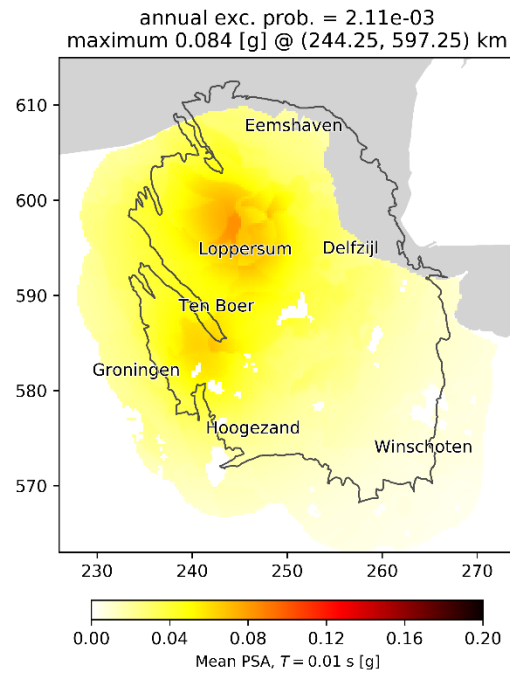 annual exc. prob. = 2.11e-03
maximum 0.084 [g] @ (244.25, 597.25) km
610
Eemshaven
600
Loppersum
Delfzijl
590
Ten Boer
Groningen
580
Hoogezand
Winschoten
570
230 240 250 260 270
0.00 0.04 0.08 0.12 0.16 0.20
Mean PSA, T = 0.01 s [g]